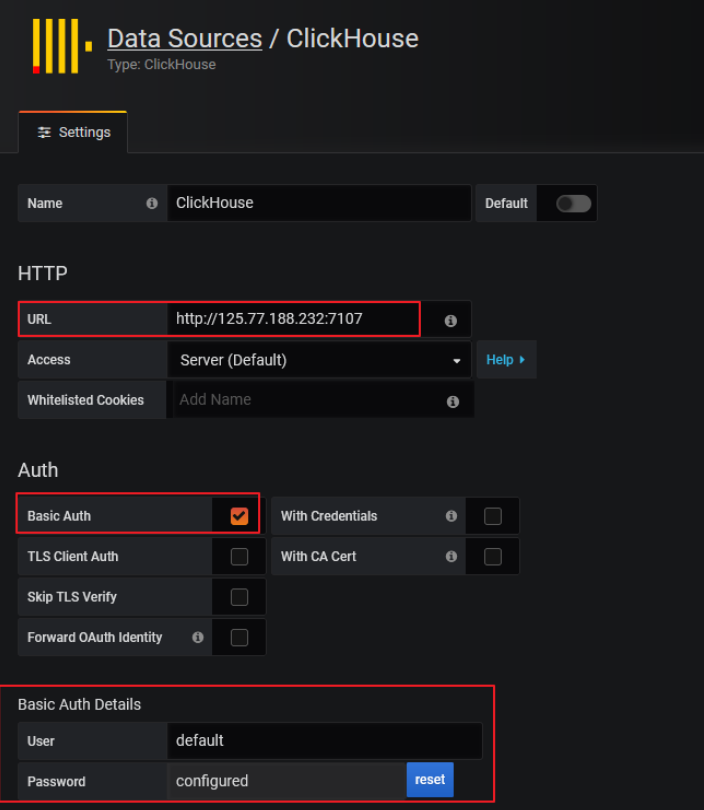 Data Sources / ClickHouse
Type: ClickHouse
Settings
Name ClickHouse Default
HTTP
URL http://125.77.188.232:7107
Access Server (Default) Help
Whitelisted Cookies Add Name
Auth
Basic Auth With Credentials
TLS Client Auth With CA Cert
Skip TLS Verify
Forward OAuth Identity
Basic Auth Details
User default
Password configured reset